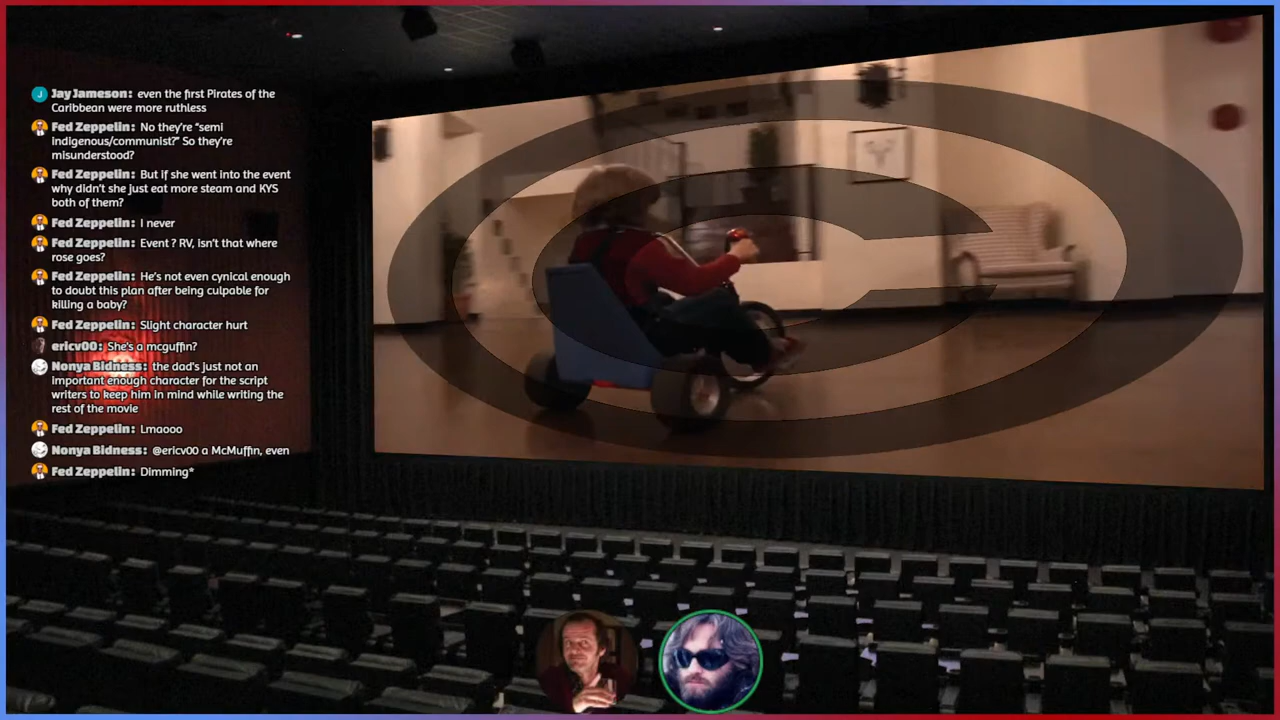 J
Jay Jameson: even the first Pirates of the
Caribbean were more ruthless
Fed Zeppelin: No they're "semi
indigenous/communist?" So they're
misunderstood?
Fed Zeppelin: But if she went into the event
why didn't she just eat more steam and KYS
both of them?
Fed Zeppelin: I never
Fed Zeppelin: Event ? RV, isn't that where
rose goes?
Fed Zeppelin: He's not even cynical enough
to doubt this plan after being culpable for
killing a baby?
Fed Zeppelin: Slight character hurt
ericv00: She's a mcguffin?
Nonya Bidness: the dad's just not an
important enough character for the script
writers to keep him in mind while writing the
rest of the movie
Fed Zeppelin: Lmaooo
Nonya Bidness: @ericv00 a McMuffin, even
Fed Zeppelin: Dimming*